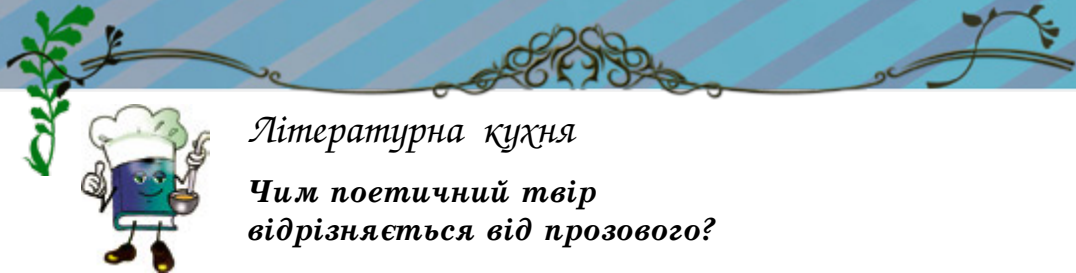 Літературна кухня
Чим поетичний твір
відрізняється від прозового?